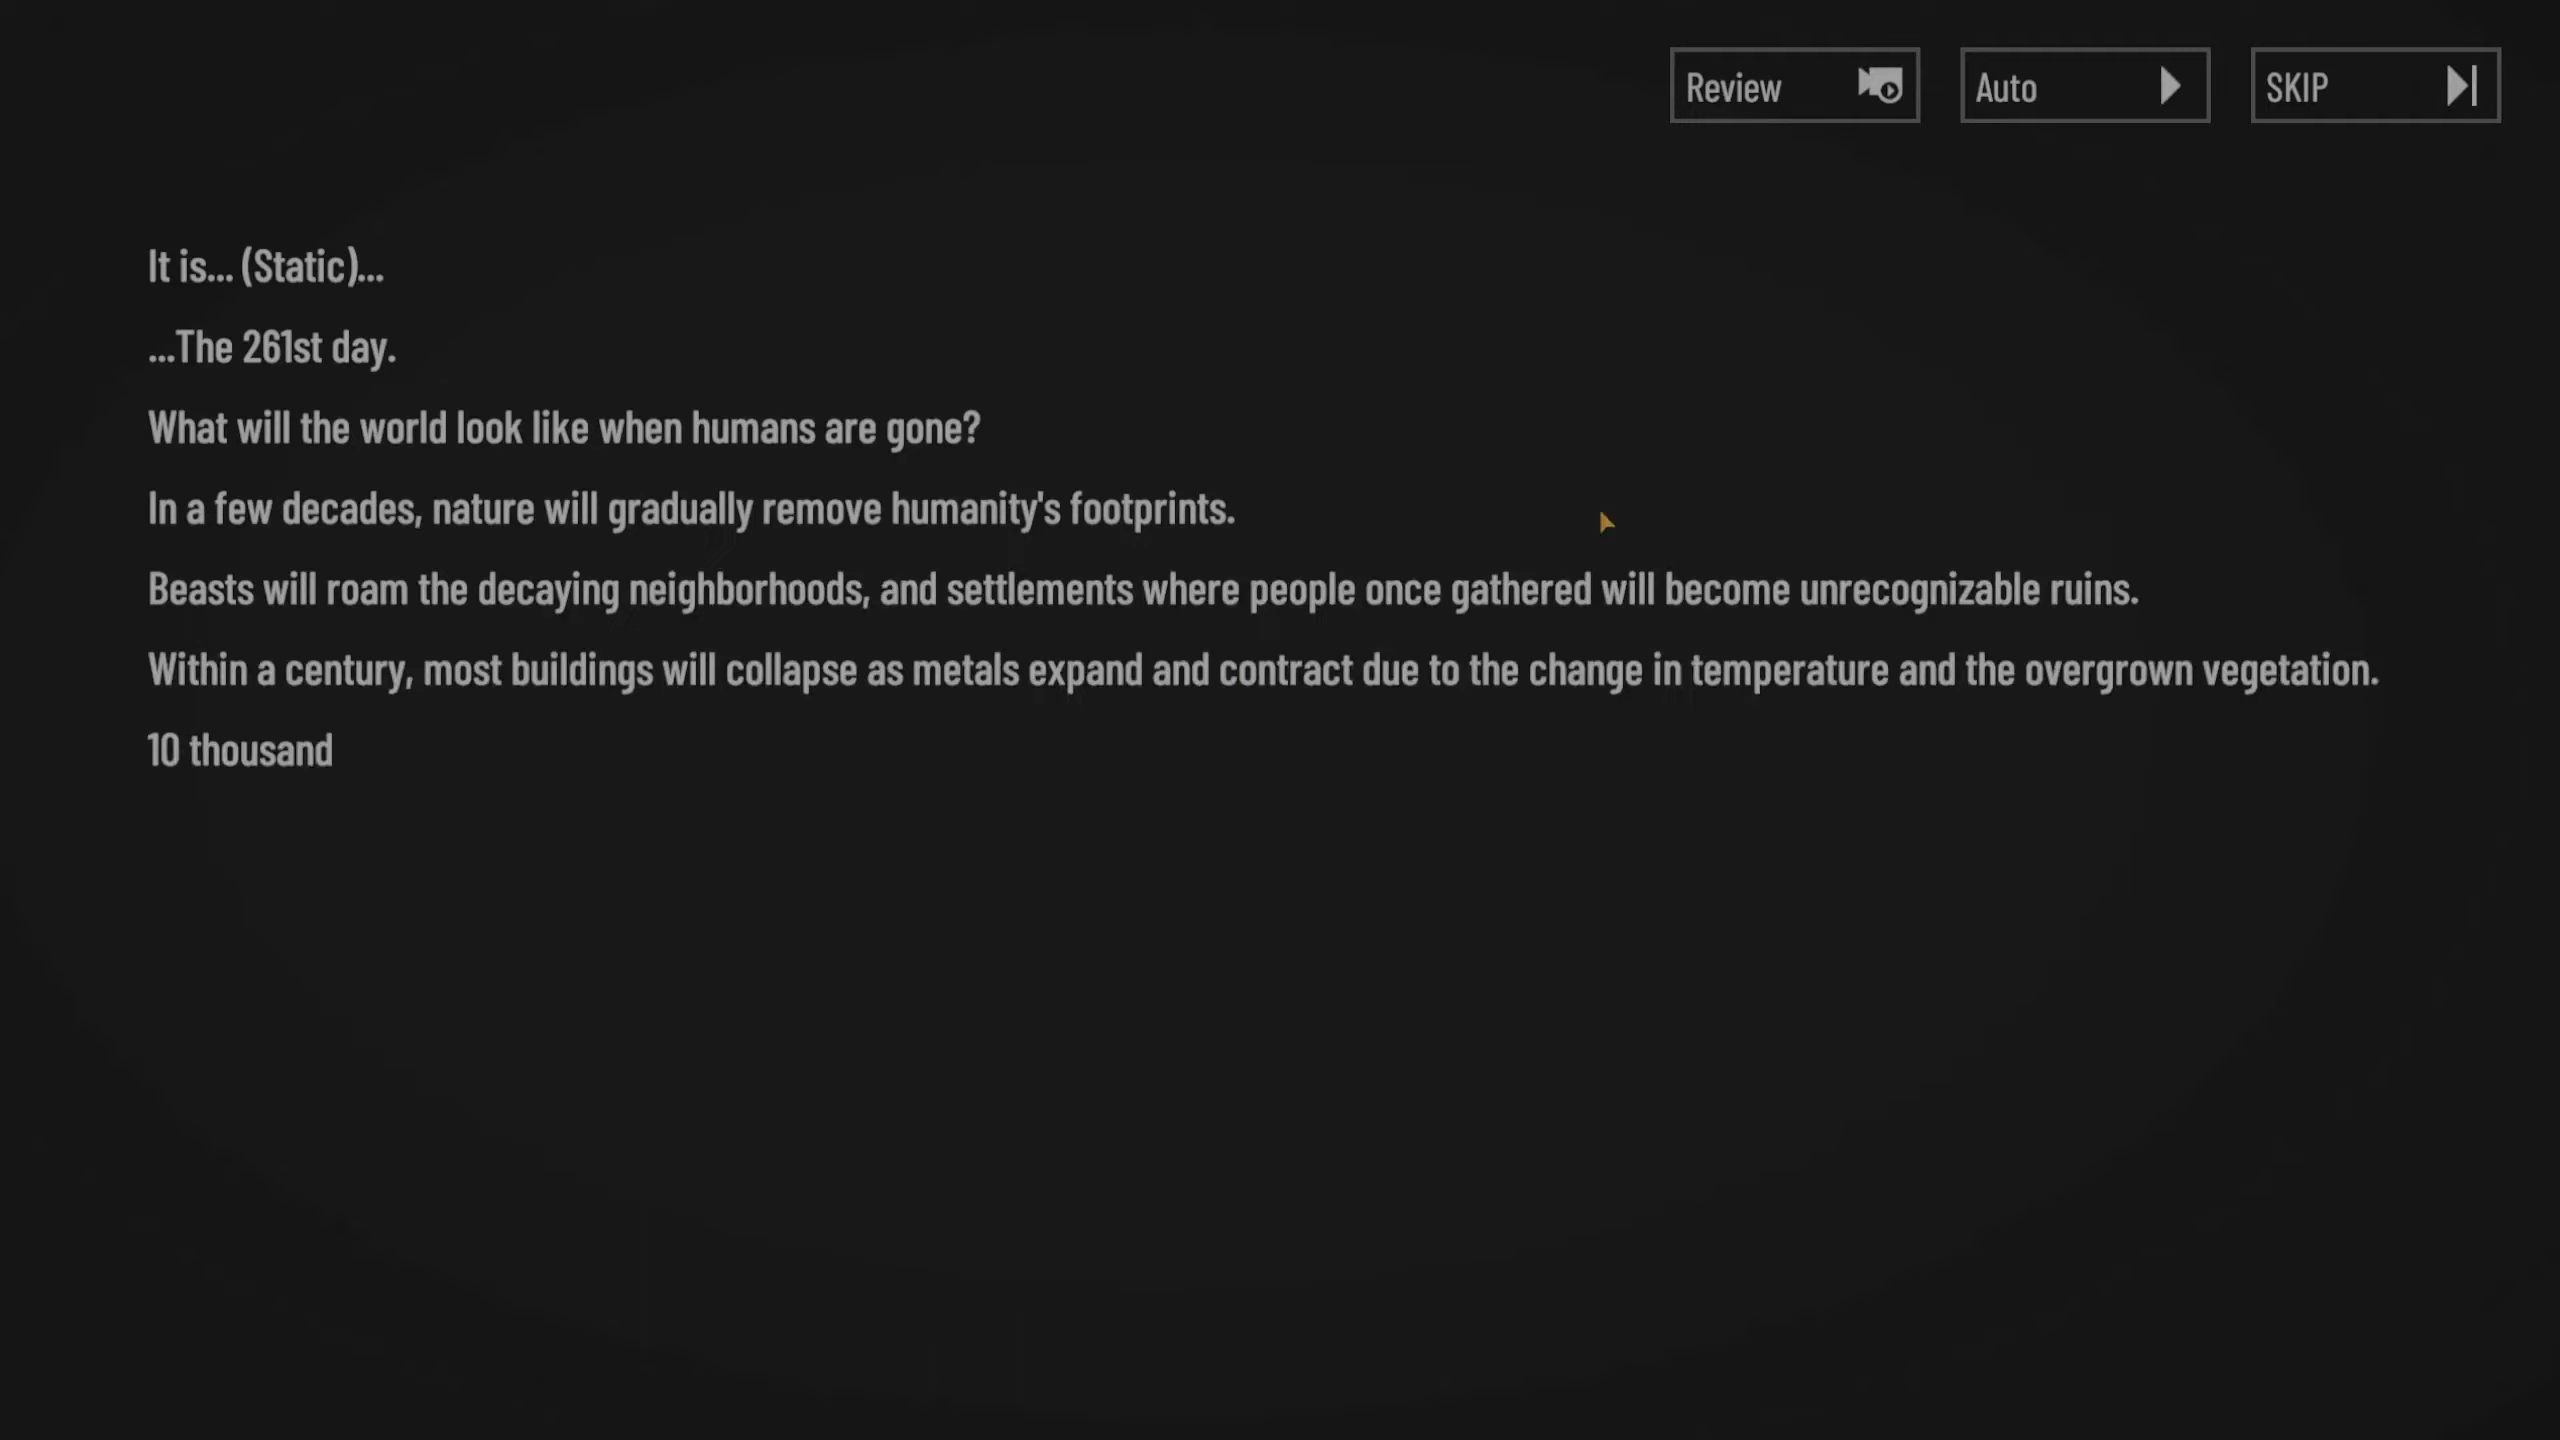 Review
Auto
SKIP
It is... (Static)...
...The 261st day.
What will the world look like when humans are gone?
In a few decades, nature will gradually remove humanity's footprints.
Beasts will roam the decaying neighborhoods, and settlements where people once gathered will become unrecognizable ruins.
Within a century, most buildings will collapse as metals expand and contract due to the change in temperature and the overgrown vegetation.
10 thousand